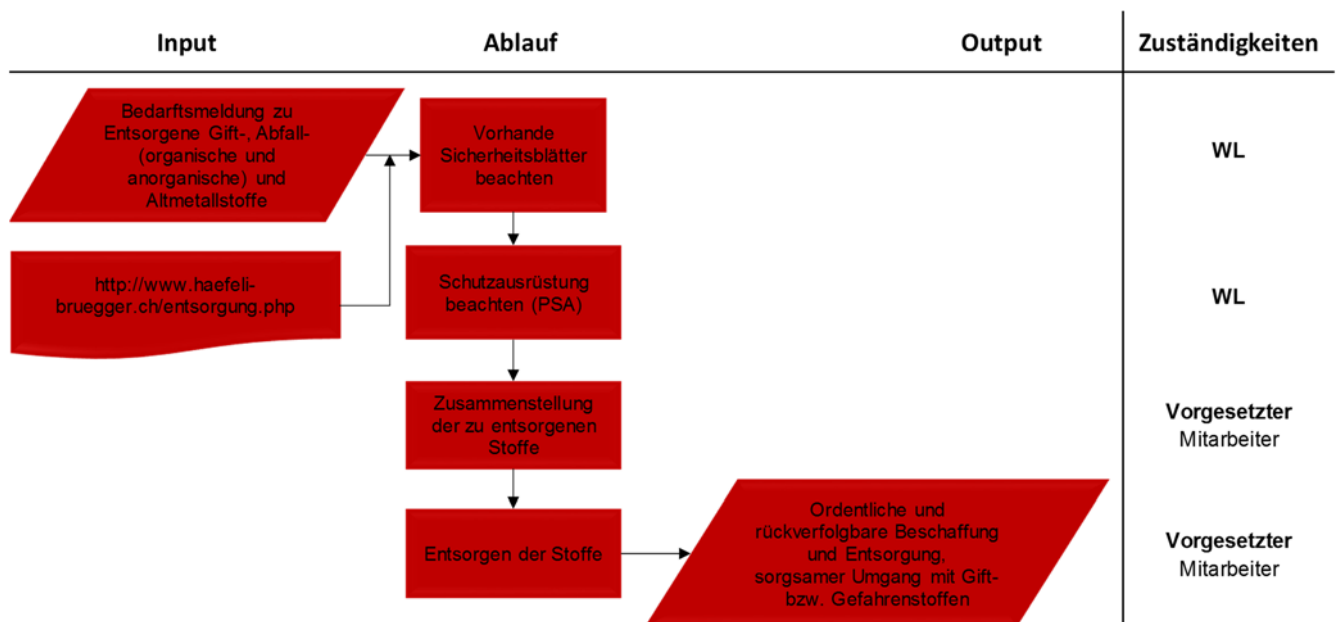 Input
Ablauf
Output
Zuständigkeiten
Bedarftsmeldung zu
Entsorgene Gift-, Abfall-
(organische und
anorganische) und
Altmetallstoffe
Vorhande
Sicherheitsblätter
beachten
WL
http://www.haefeli-
bruegger.ch/entsorgung.php
Schutzausrüstung
beachten (PSA)
WL
Zusammenstellung
der zu entsorgenen
Stoffe
Vorgesetzter
Mitarbeiter
Entsorgen der Stoffe
Ordentliche und
rückverfolgbare Beschaffung
und Entsorgung,
sorgsamer Umgang mit Gift-
bzw. Gefahrenstoffen
Vorgesetzter
Mitarbeiter